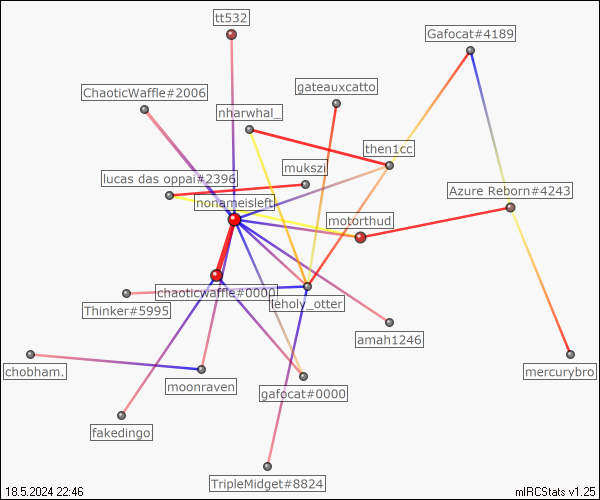 tt532
Gafocat#4189
ChaoticWaffle#2006
gateauxcatto
nharwhal_
then1cc
mukszi
lucas das oppai#2396
Azure Reborn#4243
nonameisleft
motorthud
chaoticwaffle#0000
leholy_otter
Thinker#5995
amah1246
chobham.
mercurybro
moonraven
gafocat#0000
fakedingo
TripleMidget#8824
18.5.2024 22:46
mIRCStats v1.25